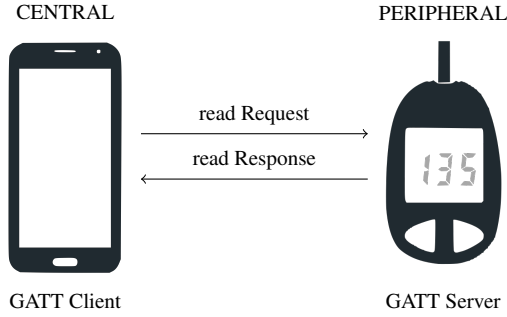 CENTRAL
PERIPHERAL
read Request
read Response
135
GATT Client
GATT Server